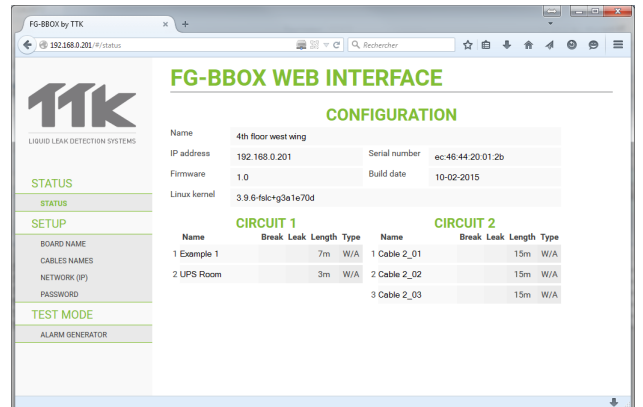 FG-BBOX by TTK
192.168.0.201/#/status
Rechercher
FG-BBOX WEB INTERFACE
TTK
LIQUID LEAK DETECTION SYSTEMS
STATUS
STATUS
SETUP
BOARD NAME
CABLES NAMES
NETWORK (IP)
PASSWORD
TEST MODE
ALARM GENERATOR
CONFIGURATION
Name 4th floor west wing
IP address 192.168.0.201 Serial number ec:46:44:20:01:2b
Firmware 1.0 Build date 10-02-2015
Linux kernel 3.9.6-fslc+g3a1e70d
CIRCUIT 1
Name Break Leak Length Type
1 Example 1 7m W/A
2 UPS Room 3m W/A
CIRCUIT 2
Name Break Leak Length Type
1 Cable 2_01 15m W/A
2 Cable 2_02 15m W/A
3 Cable 2_03 15m W/A